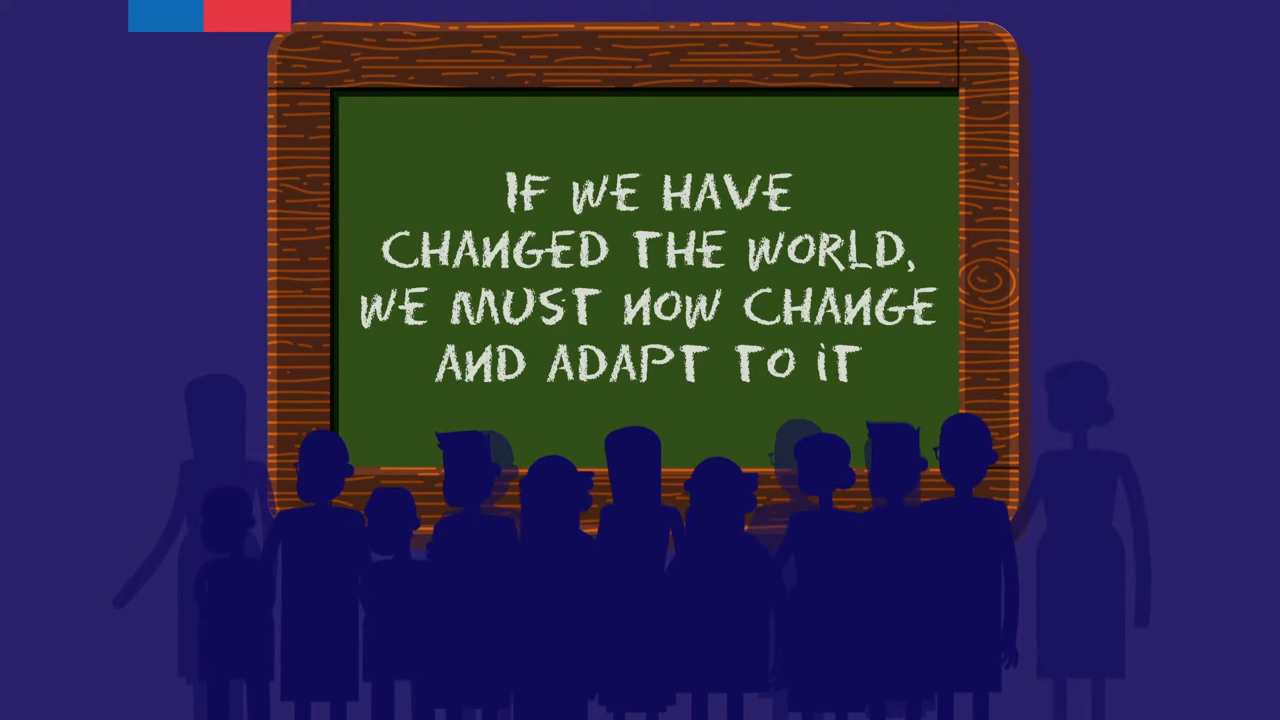 IF WE HAVE
CHANGED THE WORLD,
WE MUST NOW CHANGE
AND ADAPT TO iT